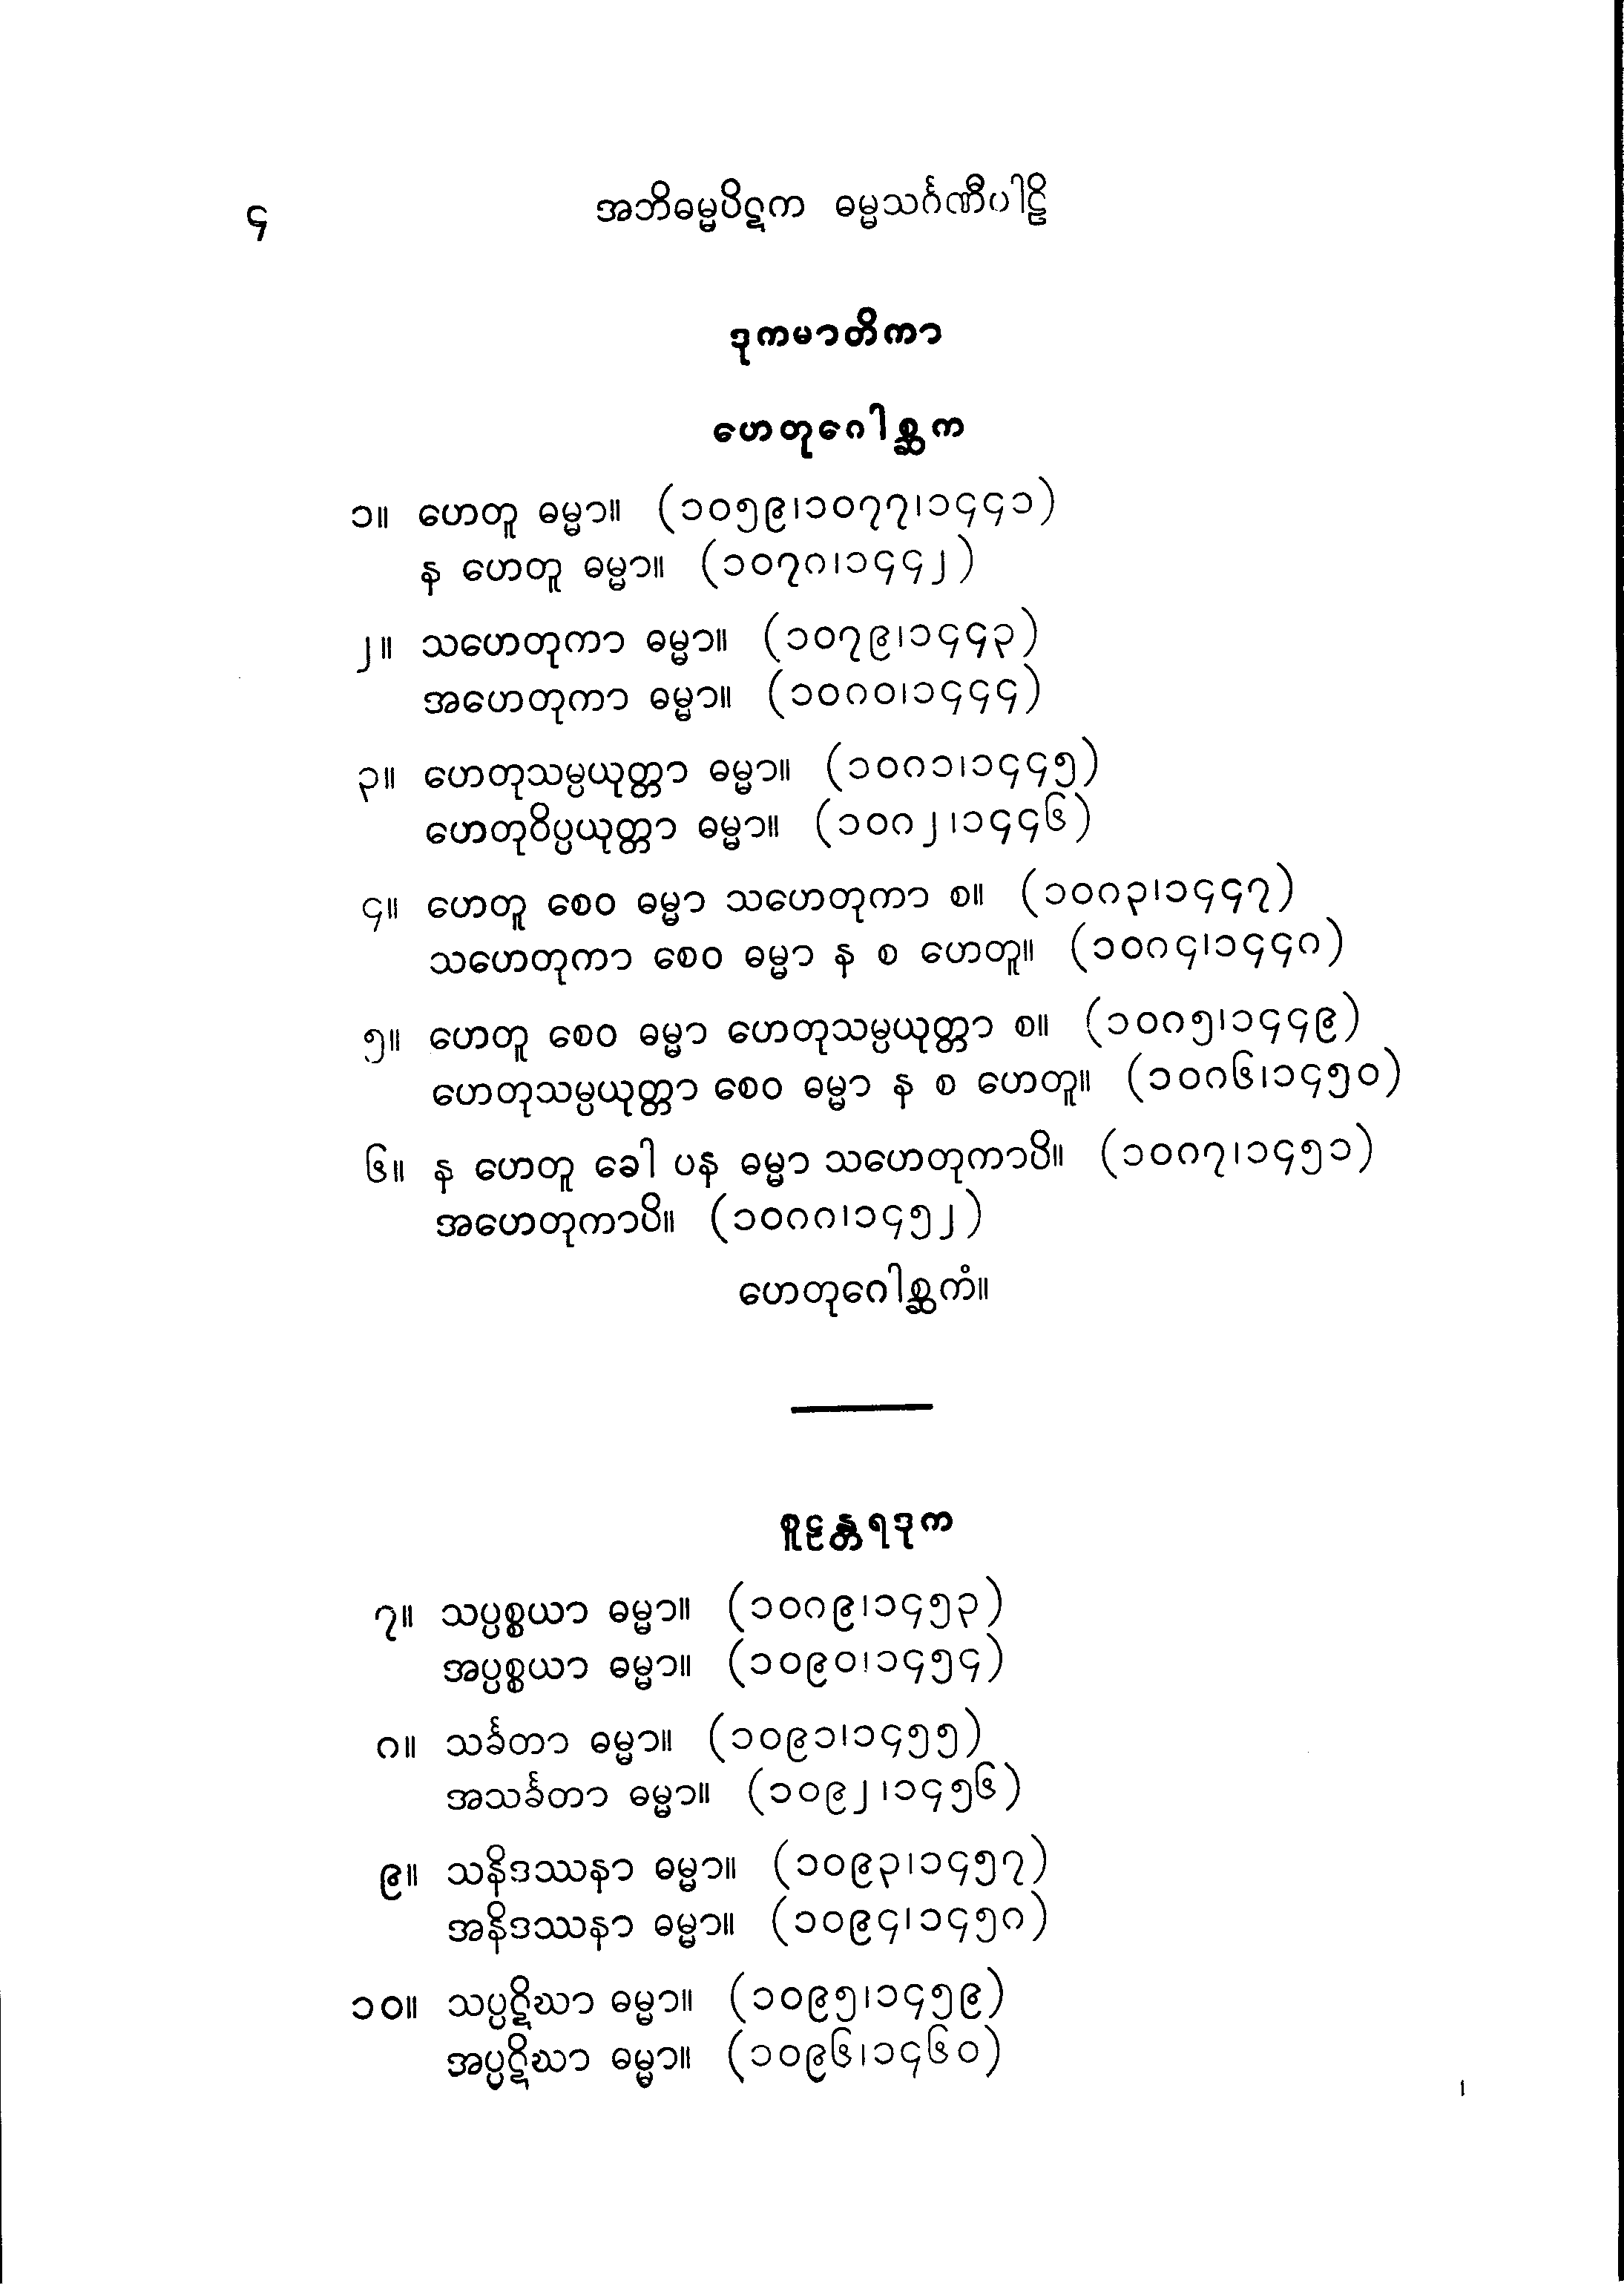 ၄
အဘိဓမ္မပိဋက ဓမ္မသင်္ဂဏီပါဠိ
ဒုကမာတိကာ
ဟေတုဂေါစ္ဆက
၁။ ဟေတူ ဓမ္မာ။ (၁၀၅၉၊၁၀၇၇၊၁၄၄၁)
န ဟေတူ ဓမ္မာ။ (၁၀၇၈၊၁၄၄၂)
၂။ သဟေတုကာ ဓမ္မာ။ (၁၀၇၉၊၁၄၄၃)
အဟေတုကာ ဓမ္မာ။ (၁၀၈၀၊၁၄၄၄)
၃။ ဟေတုသမ္ပယုတ္တာ ဓမ္မာ။ (၁၀၈၁၊၁၄၄၅)
ဟေတုဝိပ္ပယုတ္တာ ဓမ္မာ။ (၁၀၈၂၊၁၄၄၆)
၄။ ဟေတူ စေဝ ဓမ္မာ သဟေတုကာ စ။ (၁၀၈၃၊၁၄၄၇)
သဟေတုကာ စေဝ ဓမ္မာ န စ ဟေတူ။ (၁၀၈၄၊၁၄၄၈)
၅။ ဟေတူ စေဝ ဓမ္မာ ဟေတုသမ္ပယုတ္တာ စ။ (၁၀၈၅၊၁၄၄၉)
ဟေတုသမ္ပယုတ္တာ စေဝ ဓမ္မာ န စ ဟေတူ။ (၁၀၈၆၊၁၄၅၀)
၆။ န ဟေတူ ခေါ ပန ဓမ္မာ သဟေတုကာပိ။ (၁၀၈၇၊၁၄၅၁)
အဟေတုကာပိ။ (၁၀၈၈၊၁၄၅၂)
ဟေတုဂေါစ္ဆကံ။
စူဠန္တရဒုက
၇။ သပ္ပစ္စယာ ဓမ္မာ။ (၁၀၈၉၊၁၄၅၃)
အပ္ပစ္စယာ ဓမ္မာ။ (၁၀၉၀၊၁၄၅၄)
၈။ သင်္ခတာ ဓမ္မာ။ (၁၀၉၁၊၁၄၅၅)
အသင်္ခတာ ဓမ္မာ။ (၁၀၉၂၊၁၄၅၆)
၉။ သနိဒဿနာ ဓမ္မာ။ (၁၀၉၃၊၁၄၅၇)
အနိဒဿနာ ဓမ္မာ။ (၁၀၉၄၊၁၄၅၈)
၁၀။ သပ္ပဋိဃာ ဓမ္မာ။ (၁၀၉၅၊၁၄၅၉)
အပ္ပဋိဃာ ဓမ္မာ။ (၁၀၉၆၊၁၄၆၀)